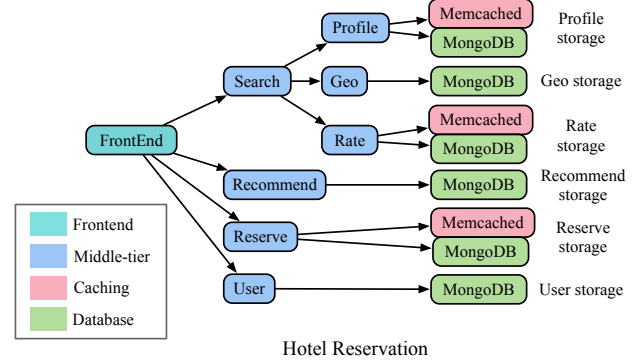 Profile
Memcached
MongoDB
Profile
storage
Search
Geo
MongoDB
Geo storage
FrontEnd
Rate
Memcached
MongoDB
Rate
storage
Recommend
MongoDB
Recommend
storage
Reserve
Memcached
MongoDB
Reserve
storage
User
MongoDB
User storage
Frontend
Middle-tier
Caching
Database
Hotel Reservation